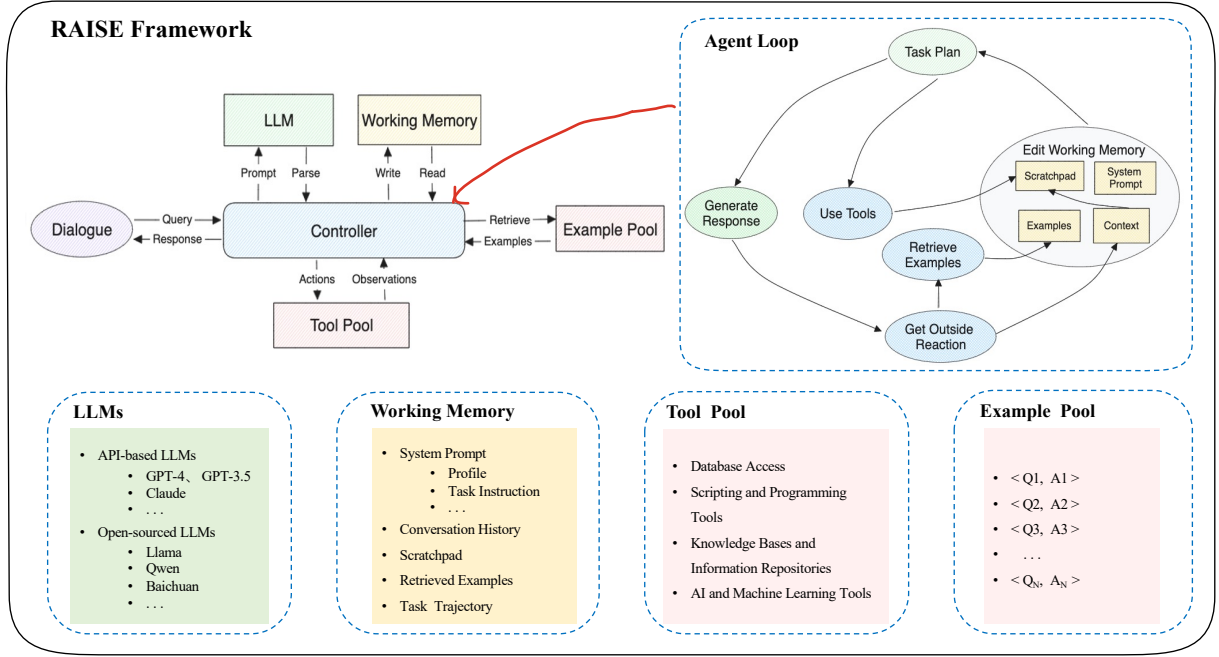 RAISE Framework
Agent Loop
Task Plan
LLM
Working Memory
Prompt
Parse
Write
Read
Edit Working Memory
Scratchpad
System
Prompt
Generate
Response
Use Tools
Dialogue
Query
Response
Controller
Retrieve
Examples
Example Pool
Examples
Context
Retrieve
Examples
Actions
Observations
Tool Pool
Get Outside
Reaction
LLMs
• API-based LLMs
• GPT-4、 GPT-3.5
• Claude
• . . .
• Open-sourced LLMs
• Llama
• Qwen
• Baichuan
• . . .
Working Memory
• System Prompt
• Profile
• Task Instruction
• . . .
• Conversation History
• Scratchpad
• Retrieved Examples
• Task Trajectory
Tool Pool
• Database Access
• Scripting and Programming
Tools
• Knowledge Bases and
Information Repositories
• AI and Machine Learning Tools
Example Pool
• < Q1, A1 >
• < Q2, A2 >
• < Q3, A3 >
• . . .
• < Q_N, A_N >